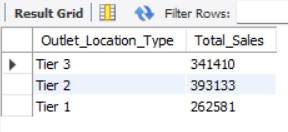 Result Grid Filter Rows:
Outlet_Location_Type Total_Sales
Tier 3 341410
Tier 2 393133
Tier 1 262581